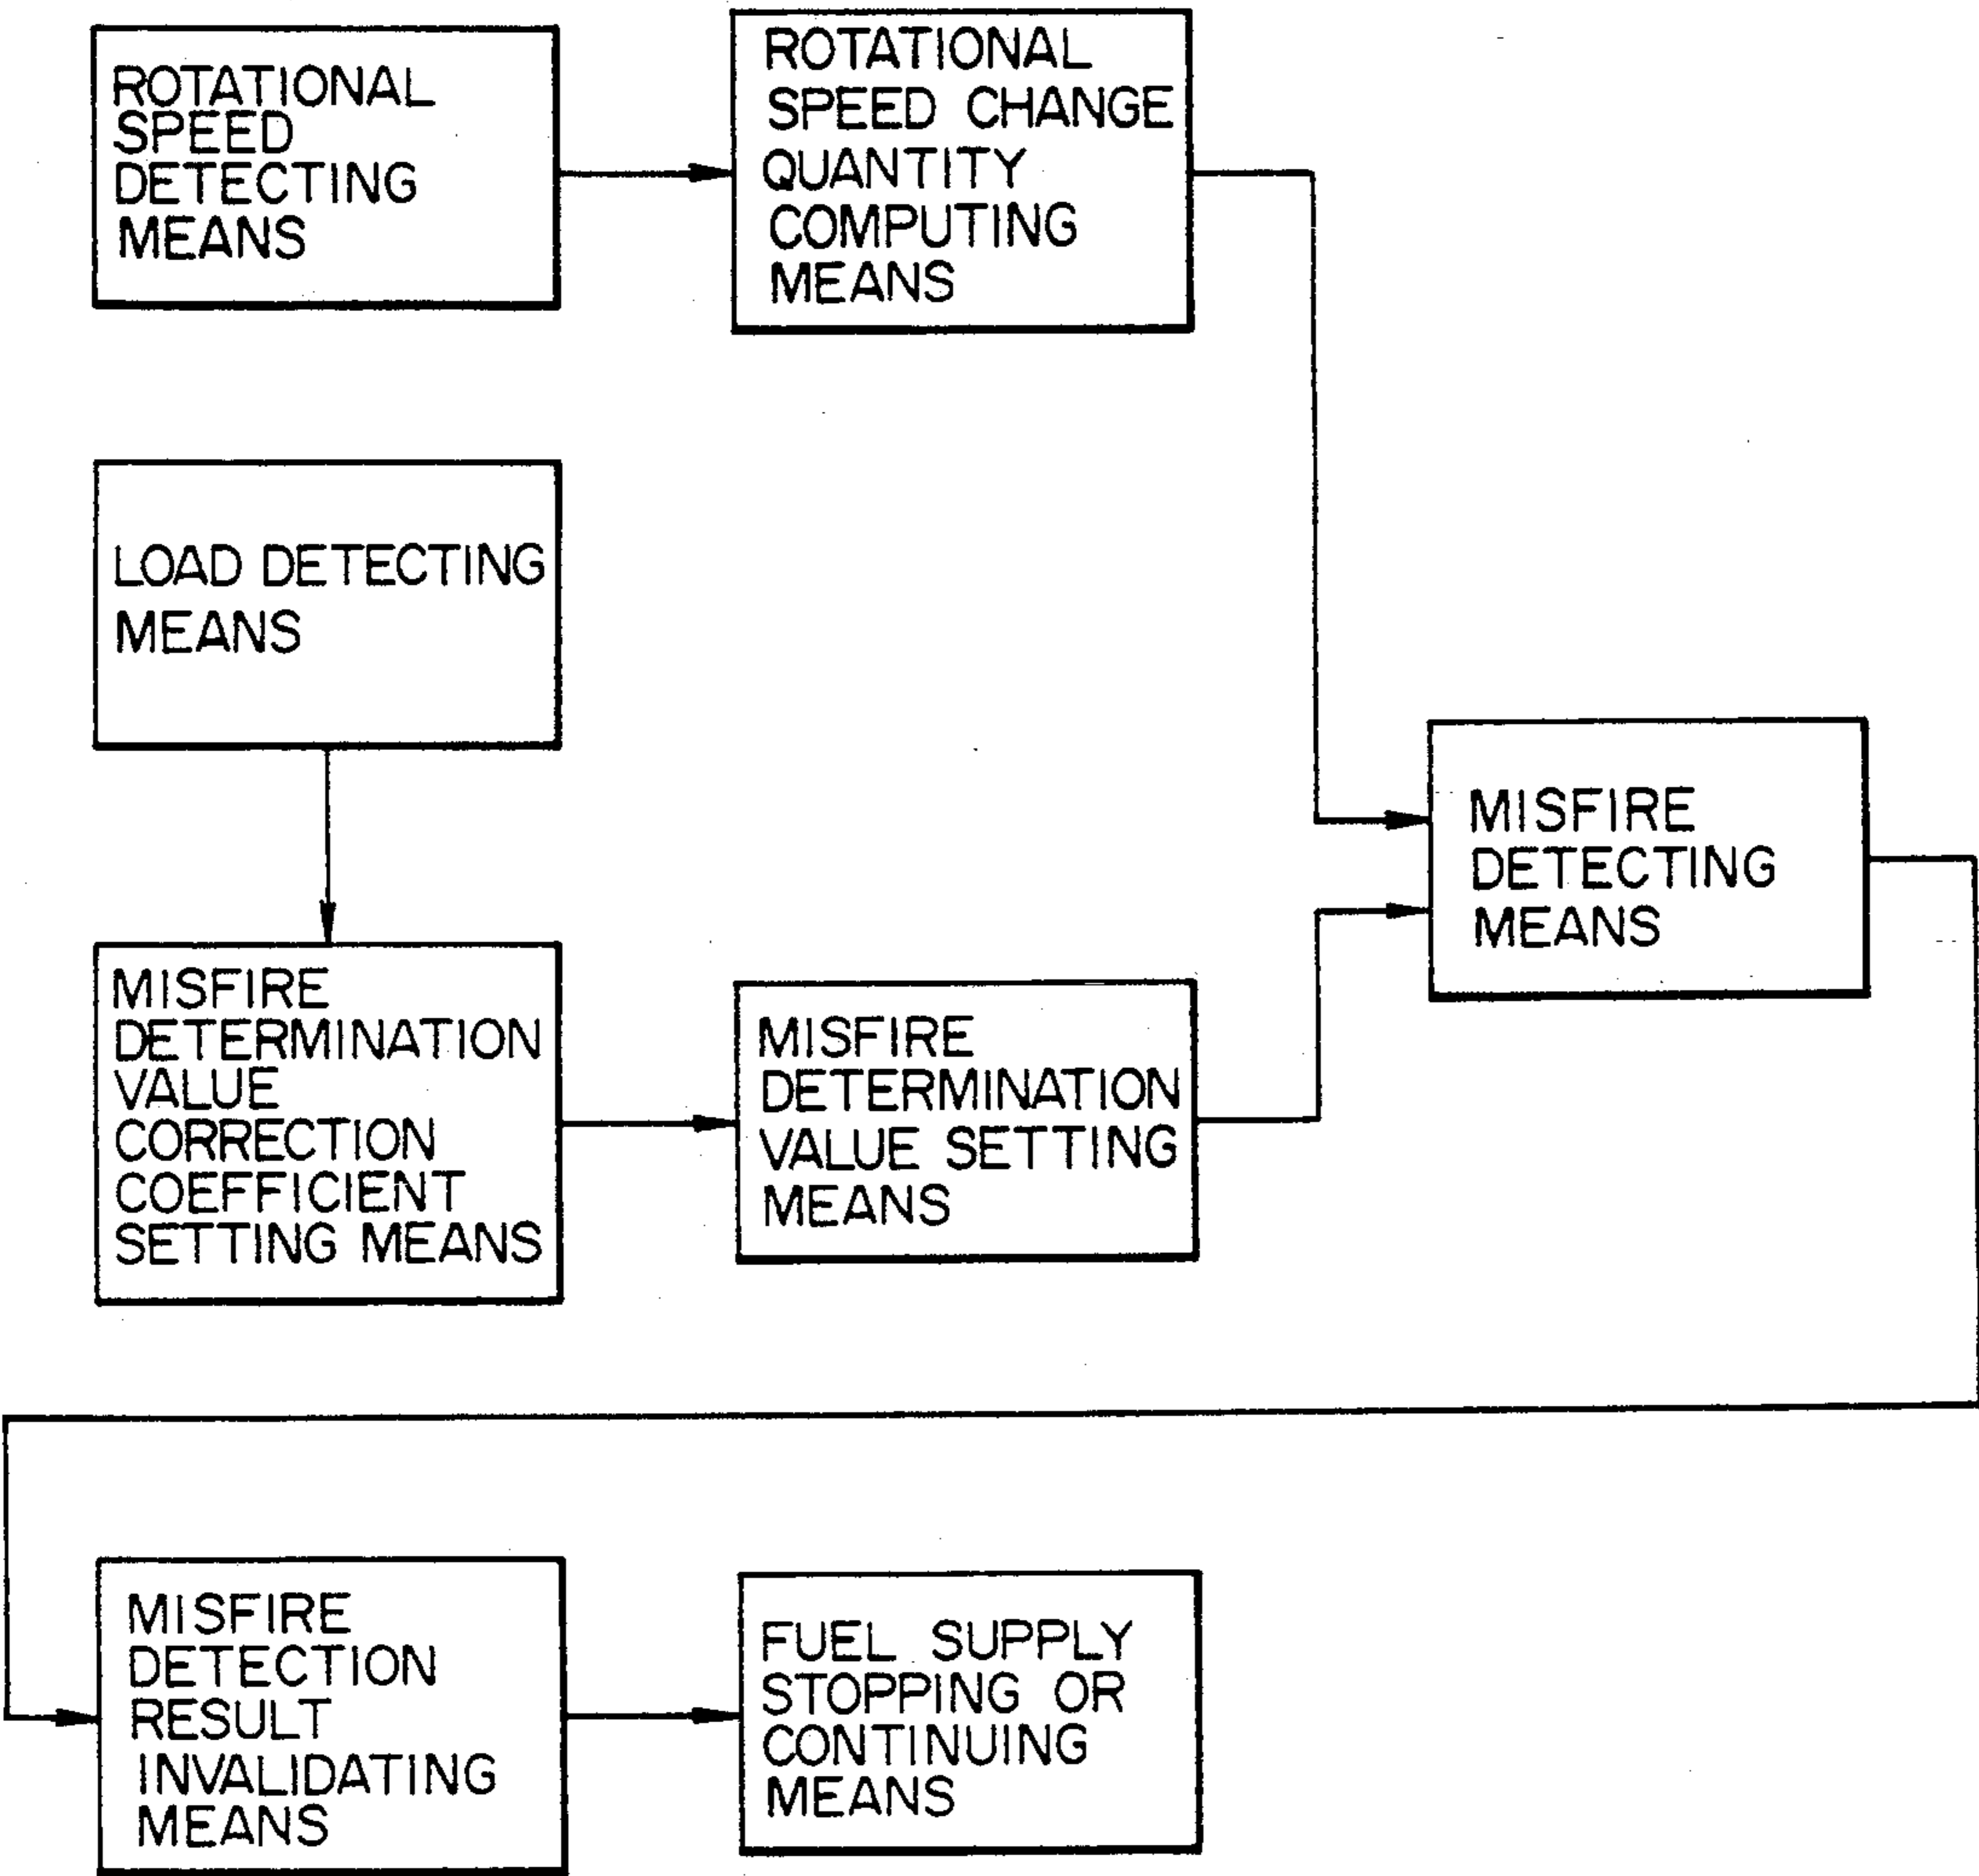 ROTATIONAL
SPEED
DETECTING
MEANS
ROTATIONAL
SPEED CHANGE
QUANTITY
COMPUTING
MEANS
LOAD DETECTING
MEANS
MISFIRE
DETECTING
MEANS
MISFIRE
DETERMINATION
VALUE
CORRECTION
COEFFICIENT
SETTING MEANS
MISFIRE
DETERMINATION
VALUE SETTING
MEANS
MISFIRE
DETECTION
RESULT
INVALIDATING
MEANS
FUEL SUPPLY
STOPPING OR
CONTINUING
MEANS